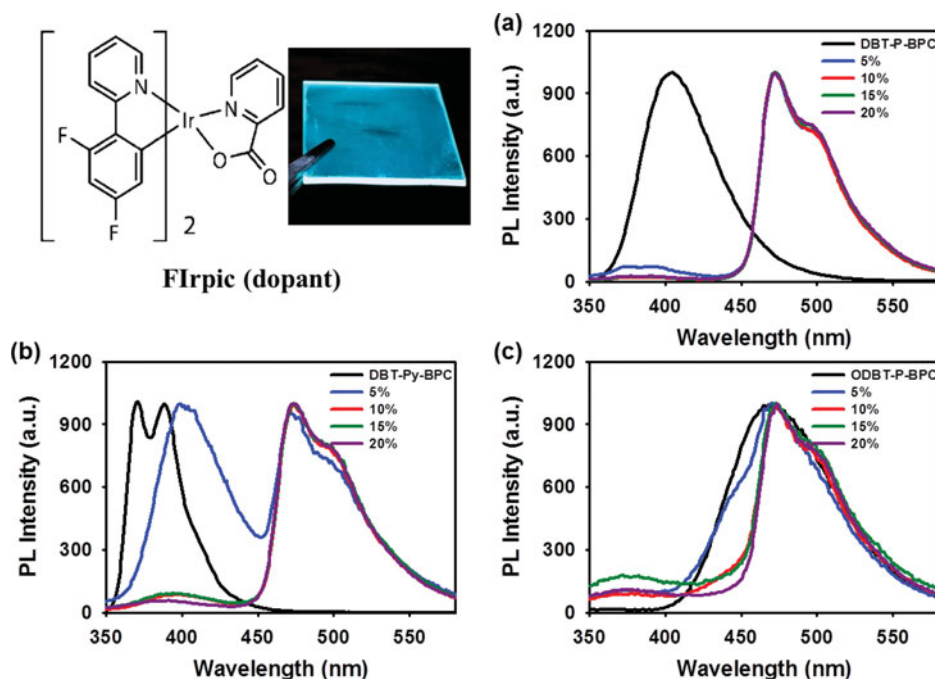 N
Ir
N
F
O
O
F
2
FIrpic (dopant)
(a)
1200
900
600
300
0
PL Intensity (a.u.)
DBT-P-BPC
5%
10%
15%
20%
350 400 450 500 550
Wavelength (nm)
(b)
1200
900
600
300
0
PL Intensity (a.u.)
DBT-Py-BPC
5%
10%
15%
20%
350 400 450 500 550
Wavelength (nm)
(c)
1200
900
600
300
0
PL Intensity (a.u.)
ODBT-P-BPC
5%
10%
15%
20%
350 400 450 500 550
Wavelength (nm)